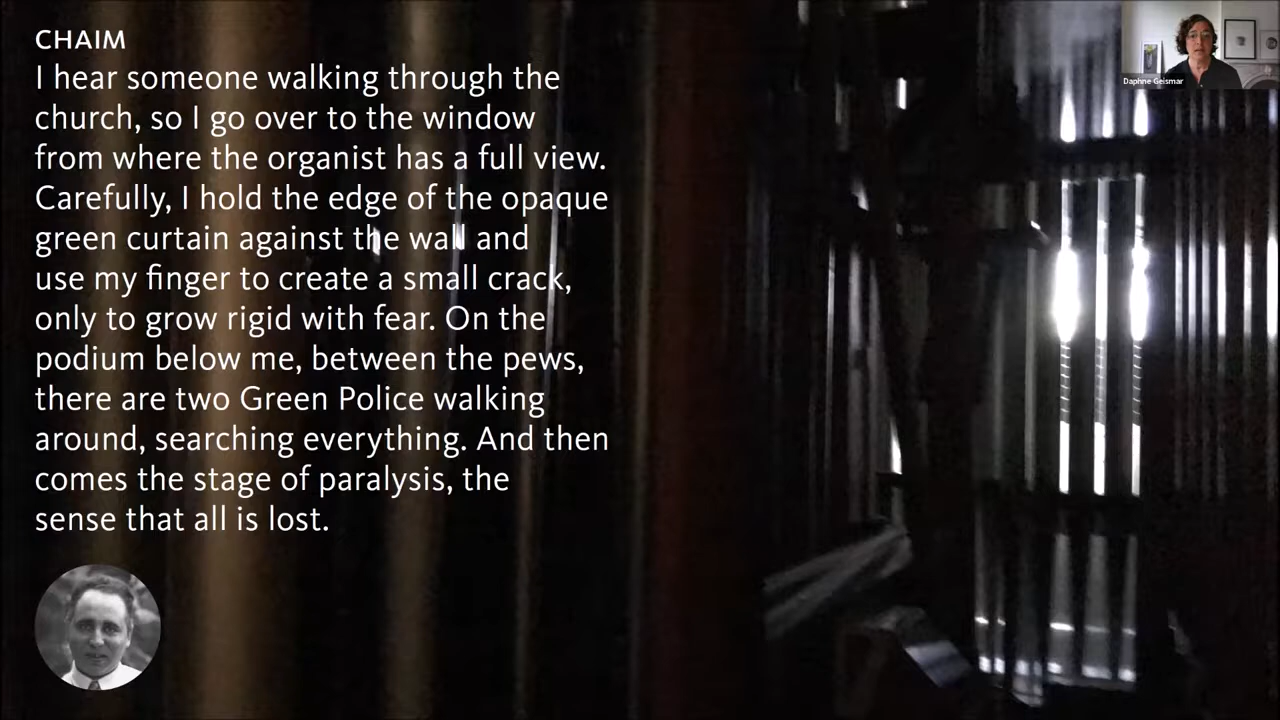 CHAIM
I hear someone walking through the
church, so I go over to the window
from where the organist has a full view.
Carefully, I hold the edge of the opaque
green curtain against the wall and
use my finger to create a small crack,
only to grow rigid with fear. On the
podium below me, between the pews,
there are two Green Police walking
around, searching everything. And then
comes the stage of paralysis, the
sense that all is lost.
Daphne Geismar